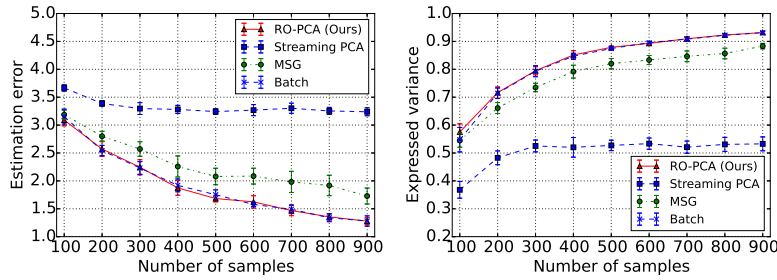 5.0
4.5
4.0
3.5
3.0
2.5
2.0
1.5
1.0
Estimation error
RO-PCA (Ours)
Streaming PCA
MSG
Batch
100 200 300 400 500 600 700 800 900
Number of samples
1.0
0.9
0.8
0.7
0.6
0.5
0.4
0.3
0.2
Expressed variance
RO-PCA (Ours)
Streaming PCA
MSG
Batch
100 200 300 400 500 600 700 800 900
Number of samples